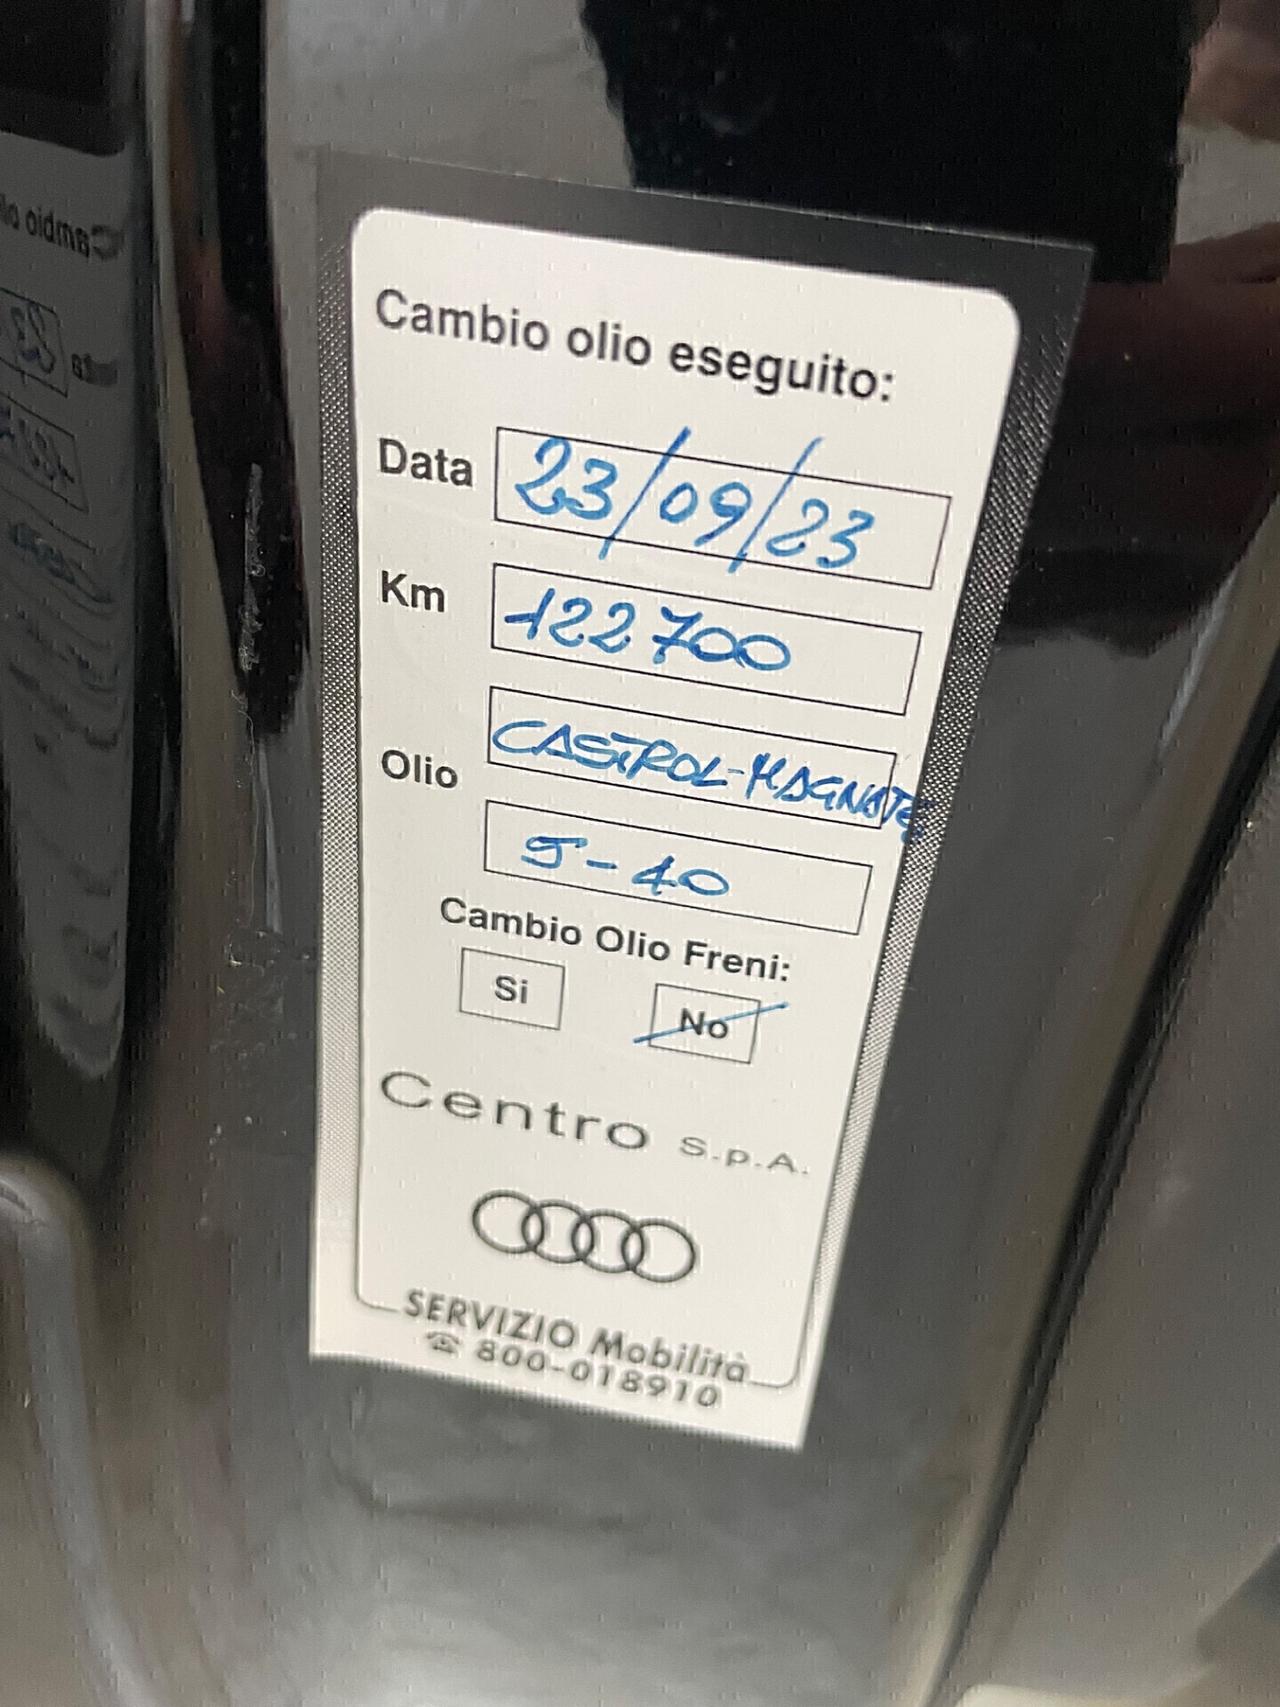 Cambio olio eseguito:
Data 23/09/23
Km 122700
Olio CASTROL-MAGNATE
5-40
Cambio Olio Freni:
Si No
Centro S.p.A.
SERVIZIO Mobilità
☎ 800-018910